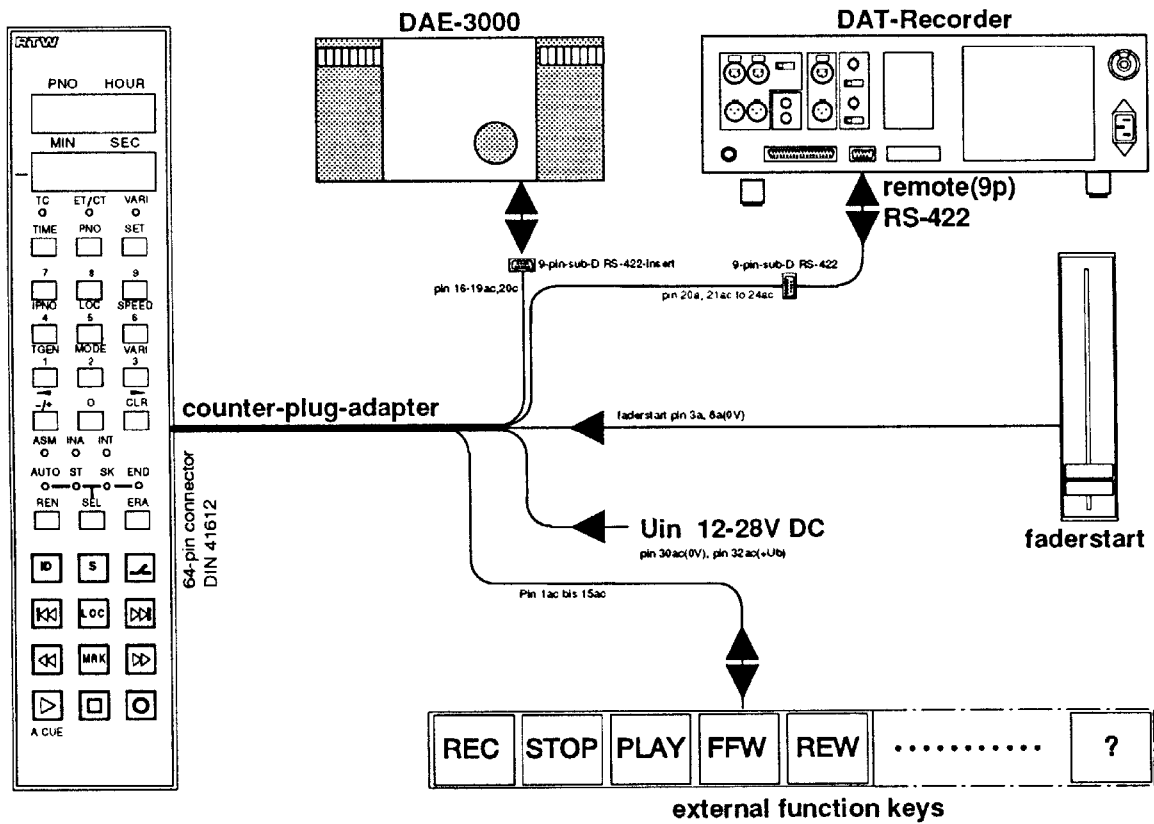 RTW
PNO HOUR
MIN SEC
TC ET/CT VARI
TIME PNO SET
7 8 9
IPNO LOC SPEED
4 5 6
TGEN MODE VARI
1 2 3
-/+ 0 CLR
ASM INA INT
AUTO ST SK END
REN SEL ERA
ID S
LOC
MRK
A.CUE
DAE-3000
DAT-Recorder
remote(9p)
RS-422
9-pin-sub-D RS-422-Insert
9-pin-sub-D RS-422
pin 16-19ac,20c
pin 20a, 21ac to 24ac
counter-plug-adapter
64-pin connector
DIN 41612
faderstart pin 3a, 8a(0V)
faderstart
Uin 12-28V DC
pin 30ac(0V), pin 32ac(+Ub)
Pin 1ac bis 15ac
REC STOP PLAY FFW REW ........... ?
external function keys